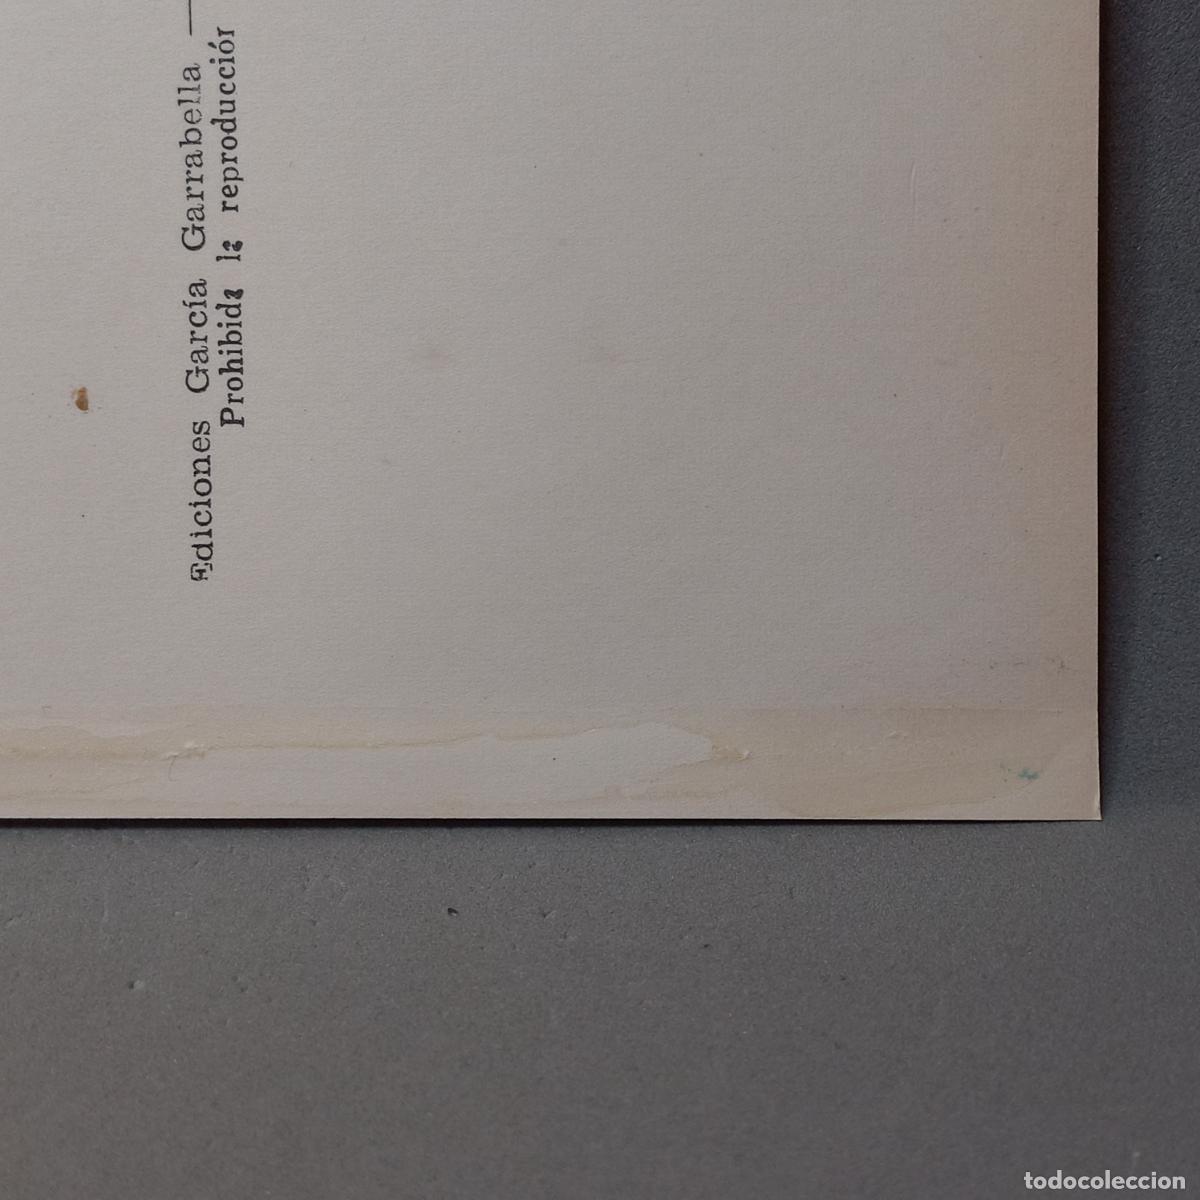 Ediciones García Garrabella —
Prohibida la reproducción
todocoleccion